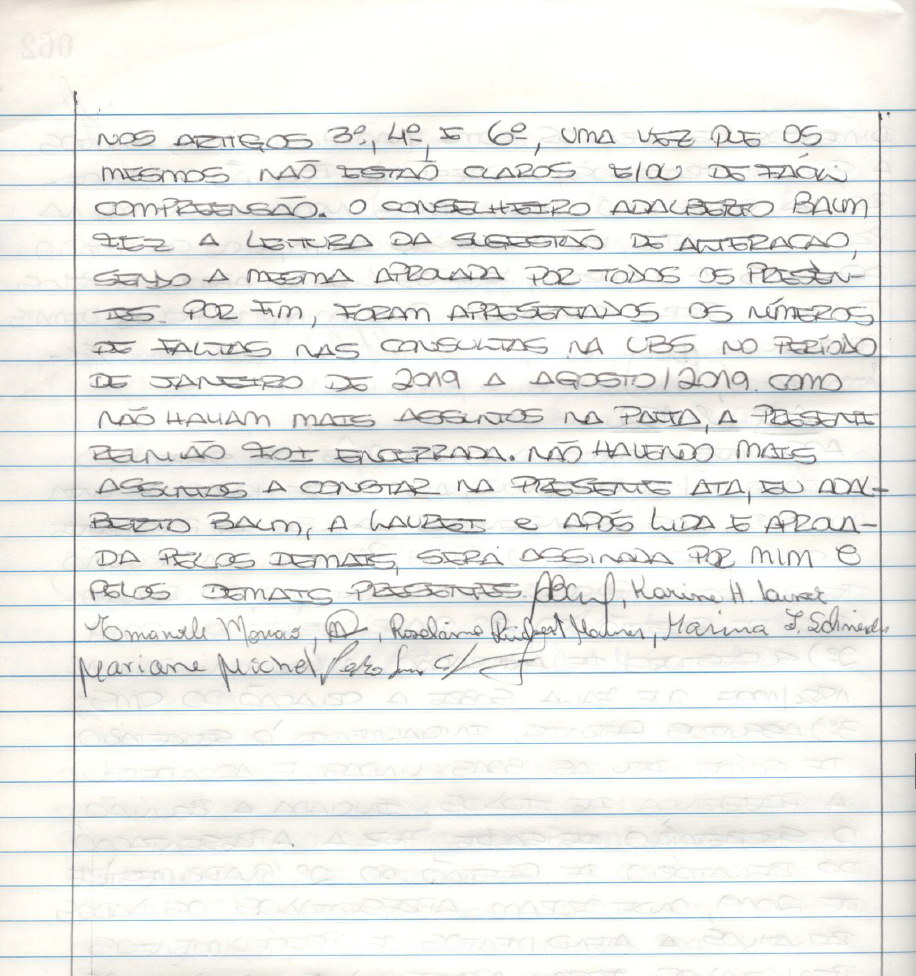 NOS ARTIGOS 3º, 4º, E 6º, UMA VEZ QUE OS
MESMOS NÃO ESTÃO CLAROS E/OU DE FÁCIL
COMPREENSÃO. O CONSELHEIRO ADALBERTO BAUM
FEZ A LEITURA DA SUGESTÃO DE ALTERAÇÃO,
SENDO A MESMA APROVADA POR TODOS OS PRESEN-
TES. POR FIM, FORAM APRESENTADOS OS NÚMEROS
DE FALTAS NAS CONSULTAS NA UBS NO PERÍODO
DE JANEIRO DE 2019 A AGOSTO/2019. COMO
NÃO HAVIAM MAIS ASSUNTOS NA PAUTA, A PRESENTE
REUNIÃO FOI ENCERRADA. NÃO HAVENDO MAIS
ASSUNTOS A CONSTAR NA PRESENTE ATA, EU ADAL-
BERTO BAUM, A LAVREI e APÓS LIDA E APROVA-
DA PELOS DEMAIS, SERÁ ASSINADA POR MIM e
PELOS DEMAIS PRESENTES. Karine H.
Roselaine Marina
Mariane Michel
062